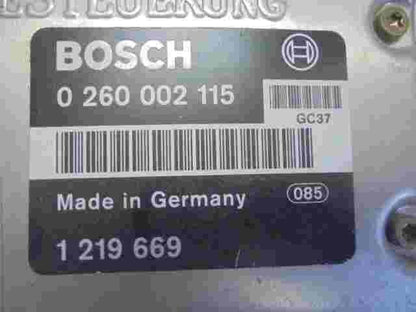 BOSCH
0 260 002 115
GC37
Made in Germany
085
1 219 669